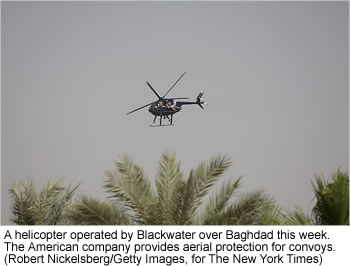 A helicopter operated by Blackwater over Baghdad this week.
The American company provides aerial protection for convoys.
(Robert Nickelsberg/Getty Images, for The New York Times)